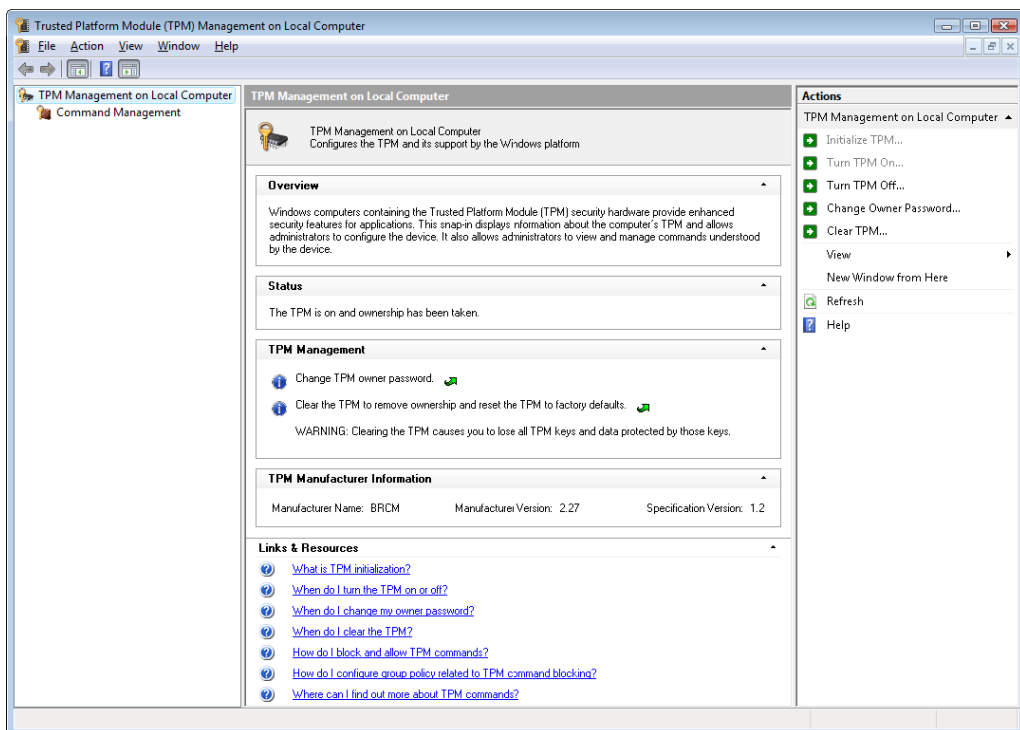 Trusted Platform Module (TPM) Management on Local Computer
File Action View Window Help
TPM Management on Local Computer
Command Management
TPM Management on Local Computer
TPM Management on Local Computer
Configures the TPM and its support by the Windows platform
Overview
Windows computers containing the Trusted Platform Module (TPM) security hardware provide enhanced
security features for applications. This snap-in displays nformation about the computer's TPM and allows
administrators to configure the device. It also allows administrators to view and manage commands understood
by the device.
Status
The TPM is on and ownership has been taken.
TPM Management
Change TPM owner password.
Clear the TPM to remove ownership and reset the TPM to factory defaults.
WARNING: Clearing the TPM causes you to lose all TPM keys and data protected by those keys.
TPM Manufacturer Information
Manufacturer Name: BRCM Manufacturer Version: 2.27 Specification Version: 1.2
Links & Resources
What is TPM initialization?
When do I turn the TPM on or off?
When do I change my owner password?
When do I clear the TPM?
How do I block and allow TPM commands?
How do I configure group policy related to TPM command blocking?
Where can I find out more about TPM commands?
Actions
TPM Management on Local Computer
Initialize TPM...
Turn TPM On...
Turn TPM Off...
Change Owner Password...
Clear TPM...
View
New Window from Here
Refresh
Help